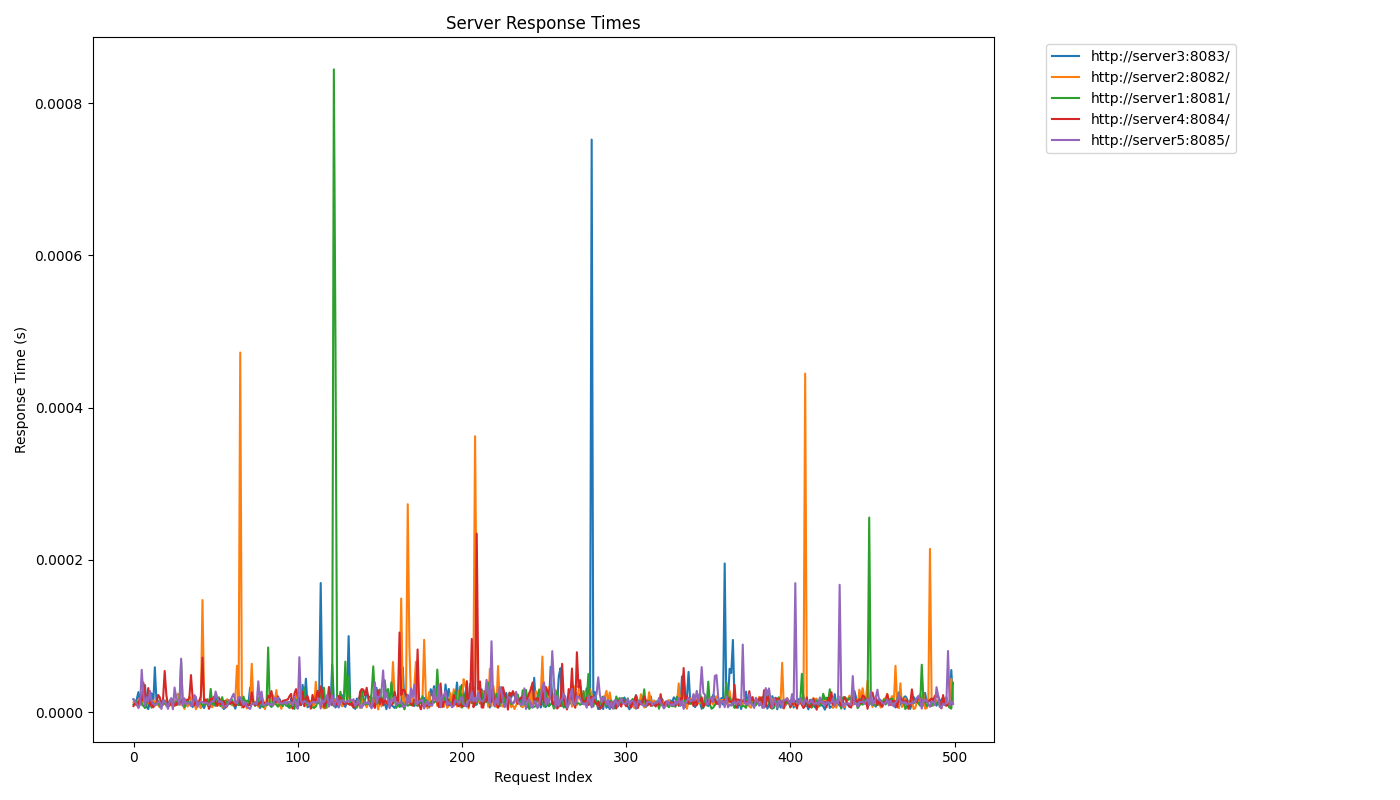 Server Response Times
http://server3:8083/
http://server2:8082/
http://server1:8081/
http://server4:8084/
http://server5:8085/
Response Time (s)
0.0008
0.0006
0.0004
0.0002
0.0000
0 100 200 300 400 500
Request Index